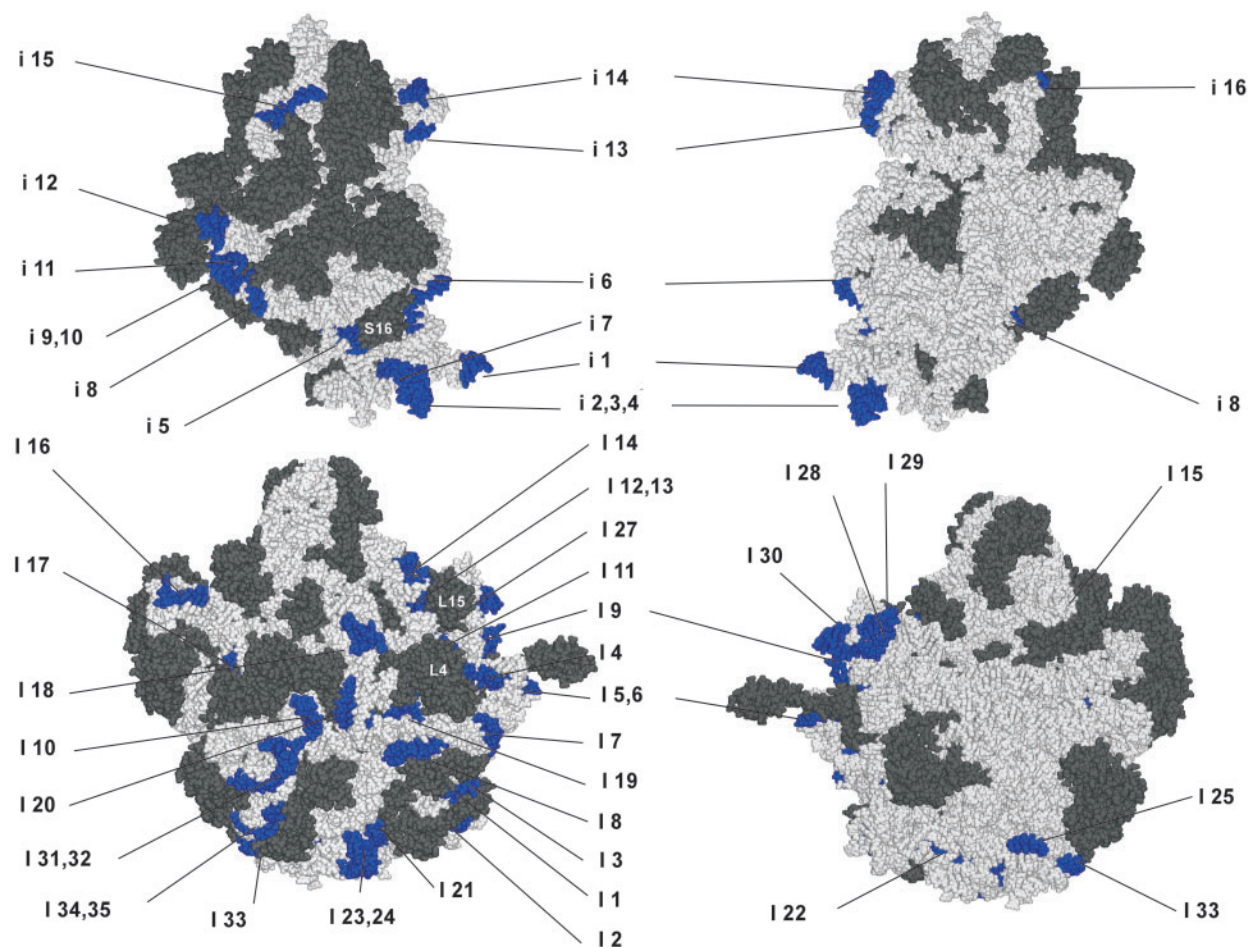 i 15
i 14
i 16
i 13
i 12
i 11
i 6
i 9,10
S16
i 7
i 8
i 1
i 5
i 2,3,4
i 8
l 16
l 14
l 28
l 29
l 15
l 12,13
l 27
l 17
l 11
l 30
L15
l 9
L4
l 4
l 18
l 5,6
l 10
l 7
l 20
l 19
l 25
l 31,32
l 8
l 3
l 34,35
l 33
l 23,24
l 21
l 1
l 2
l 22
l 33